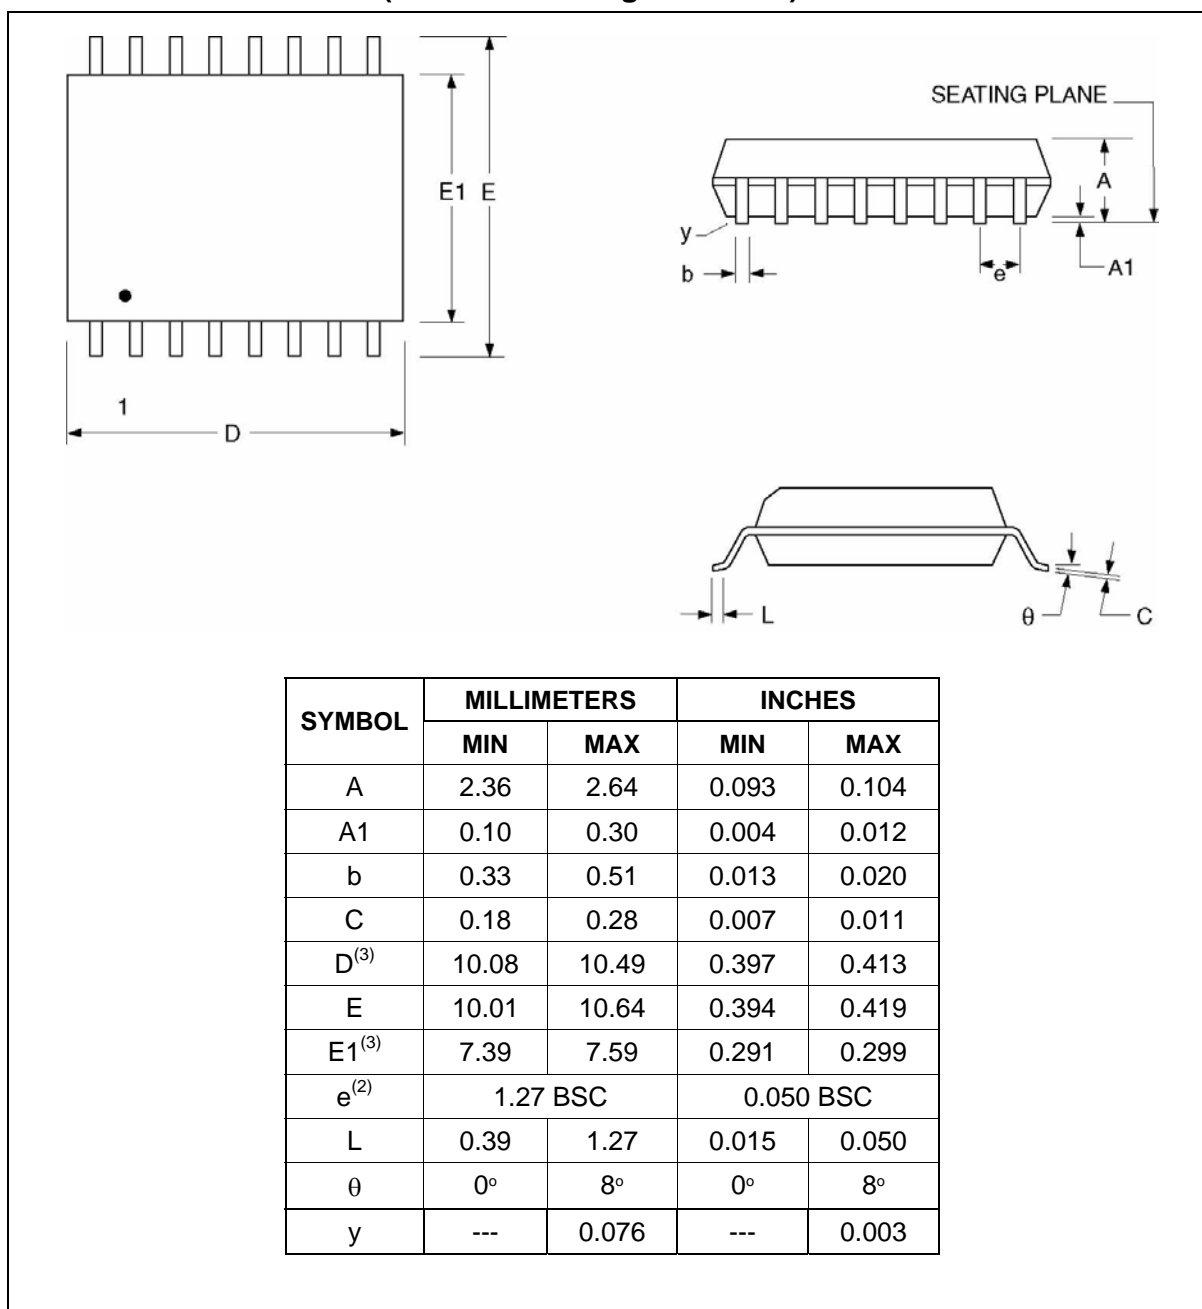 SEATING PLANE
E1 E
A
y
b
e
A1
1
D
L
θ
C
SYMBOL MILLIMETERS INCHES
MIN MAX MIN MAX
A 2.36 2.64 0.093 0.104
A1 0.10 0.30 0.004 0.012
b 0.33 0.51 0.013 0.020
C 0.18 0.28 0.007 0.011
D(3) 10.08 10.49 0.397 0.413
E 10.01 10.64 0.394 0.419
E1(3) 7.39 7.59 0.291 0.299
e(2) 1.27 BSC 0.050 BSC
L 0.39 1.27 0.015 0.050
θ 0° 8° 0° 8°
y --- 0.076 --- 0.003